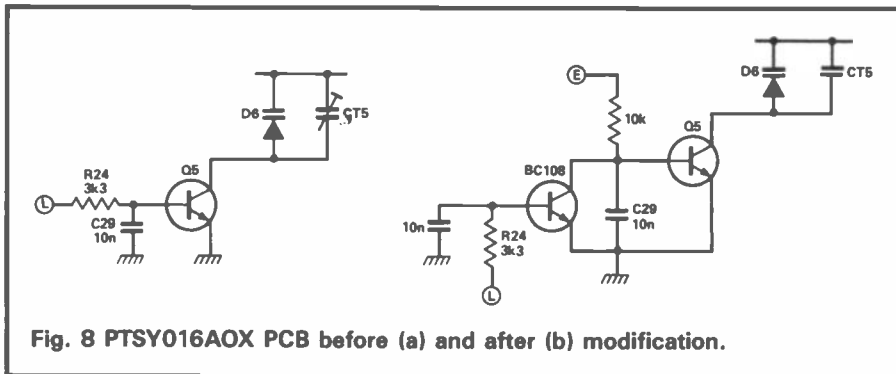 D6
CT5
R24
3k3
Q5
L
C29
10n
E
10k
D6
CT5
Q5
BC108
10n
R24
3k3
C29
10n
L
Fig. 8 PTSY016AOX PCB before (a) and after (b) modification.